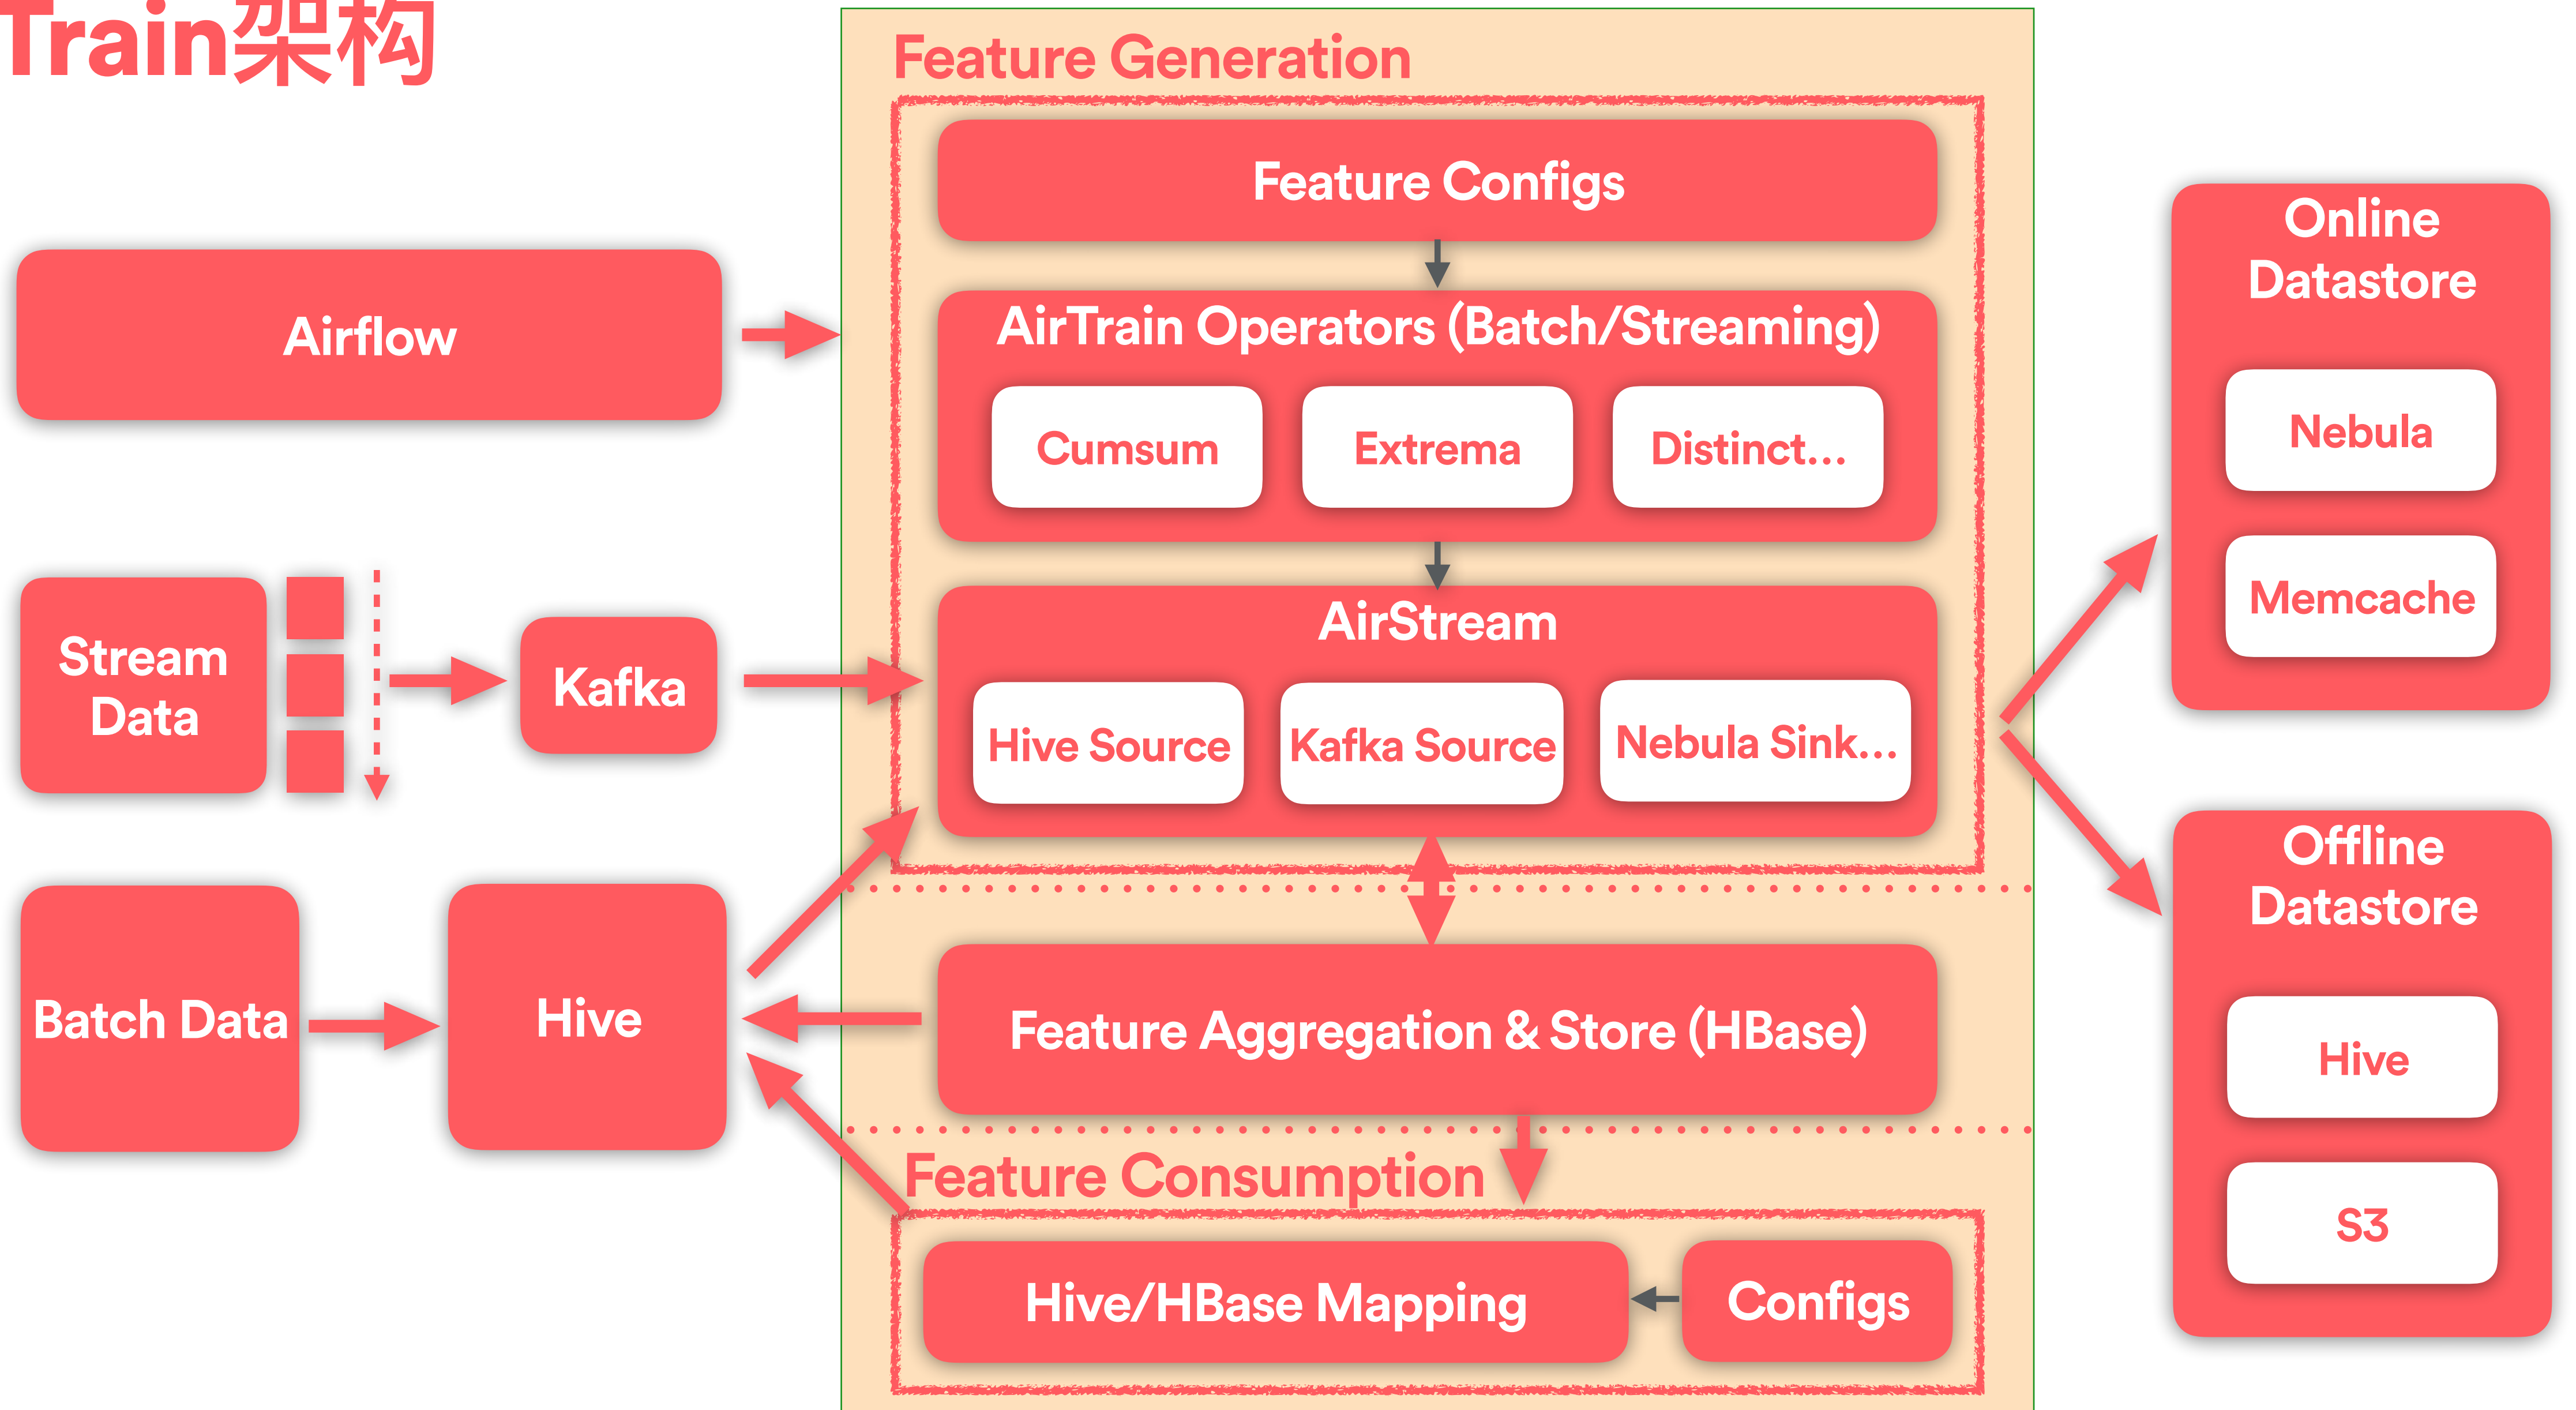 Train架构
Feature Generation
Feature Configs
Airflow
AirTrain Operators (Batch/Streaming)
Cumsum
Extrema
Distinct...
Stream
Data
Kafka
AirStream
Hive Source
Kafka Source
Nebula Sink...
Batch Data
Hive
Feature Aggregation & Store (HBase)
Feature Consumption
Hive/HBase Mapping
Configs
Online
Datastore
Nebula
Memcache
Offline
Datastore
Hive
S3